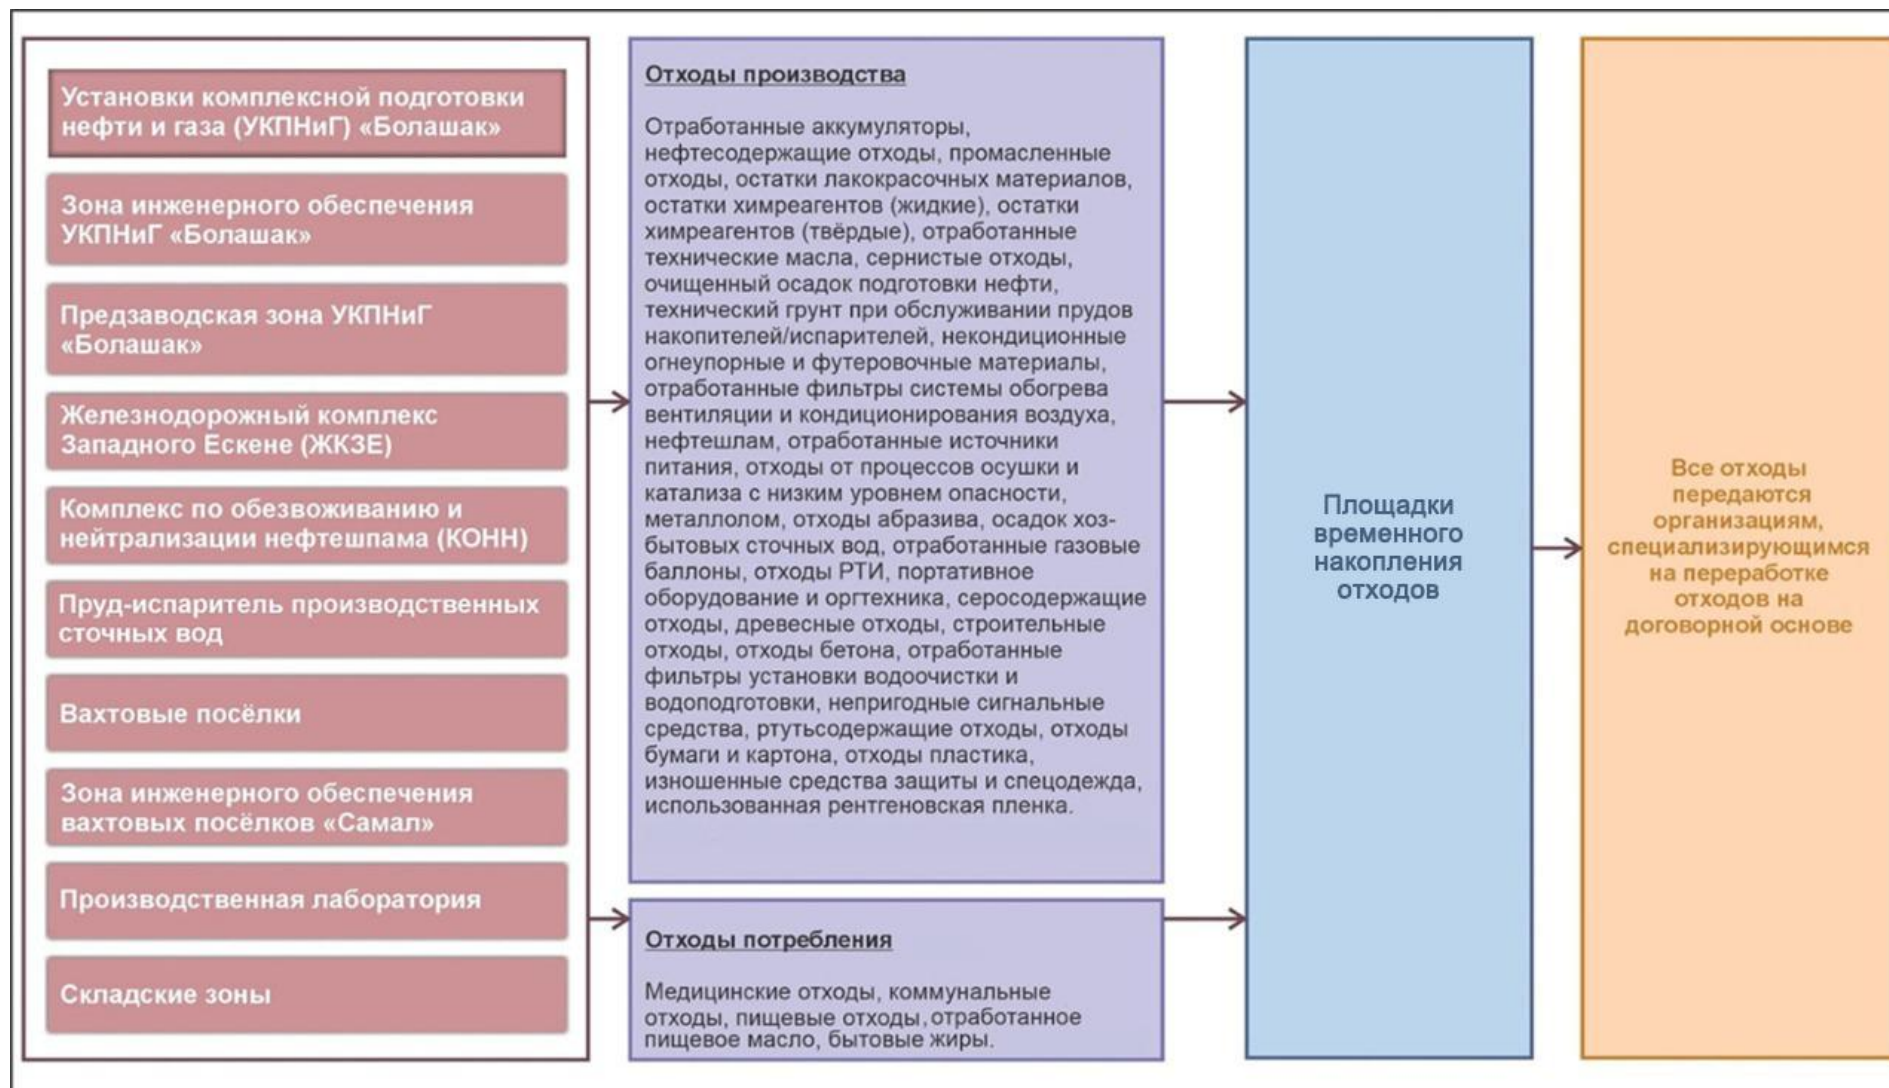 Установки комплексной подготовки
нефти и газа (УКПНиГ) «Болашак»
Зона инженерного обеспечения
УКПНиГ «Болашак»
Предзаводская зона УКПНиГ
«Болашак»
Железнодорожный комплекс
Западного Ескене (ЖКЗЕ)
Комплекс по обезвоживанию и
нейтрализации нефтешпама (КОНН)
Пруд-испаритель производственных
сточных вод
Вахтовые посёлки
Зона инженерного обеспечения
вахтовых посёлков «Самал»
Производственная лаборатория
Складские зоны
Отходы производства
Отработанные аккумуляторы,
нефтесодержащие отходы, промасленные
отходы, остатки лакокрасочных материалов,
остатки химреагентов (жидкие), остатки
химреагентов (твёрдые), отработанные
технические масла, сернистые отходы,
очищенный осадок подготовки нефти,
технический грунт при обслуживании прудов
накопителей/испарителей, некондиционные
огнеупорные и футеровочные материалы,
отработанные фильтры системы обогрева
вентиляции и кондиционирования воздуха,
нефтешлам, отработанные источники
питания, отходы от процессов осушки и
катализа с низким уровнем опасности,
металлолом, отходы абразива, осадок хоз-
бытовых сточных вод, отработанные газовые
баллоны, отходы РТИ, портативное
оборудование и оргтехника, серосодержащие
отходы, древесные отходы, строительные
отходы, отходы бетона, отработанные
фильтры установки водоочистки и
водоподготовки, непригодные сигнальные
средства, ртутьсодержащие отходы, отходы
бумаги и картона, отходы пластика,
изношенные средства защиты и спецодежда,
использованная рентгеновская пленка.
Отходы потребления
Медицинские отходы, коммунальные
отходы, пищевые отходы, отработанное
пищевое масло, бытовые жиры.
Площадки
временного
накопления
отходов
Все отходы
передаются
организациям,
специализирующимся
на переработке
отходов на
договорной основе